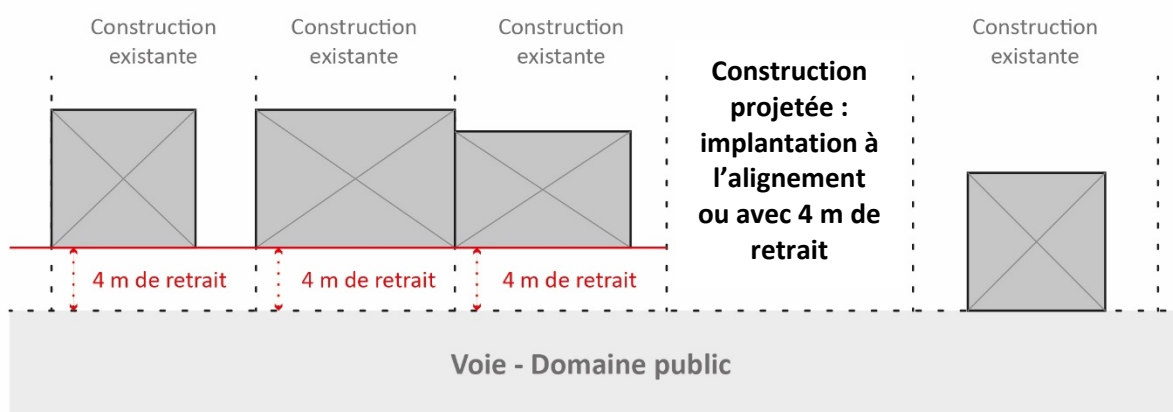 Construction
existante
Construction
existante
Construction
existante
Construction
projetée :
implantation à
l’alignement
ou avec 4 m de
retrait
Construction
existante
4 m de retrait
4 m de retrait
4 m de retrait
Voie - Domaine public